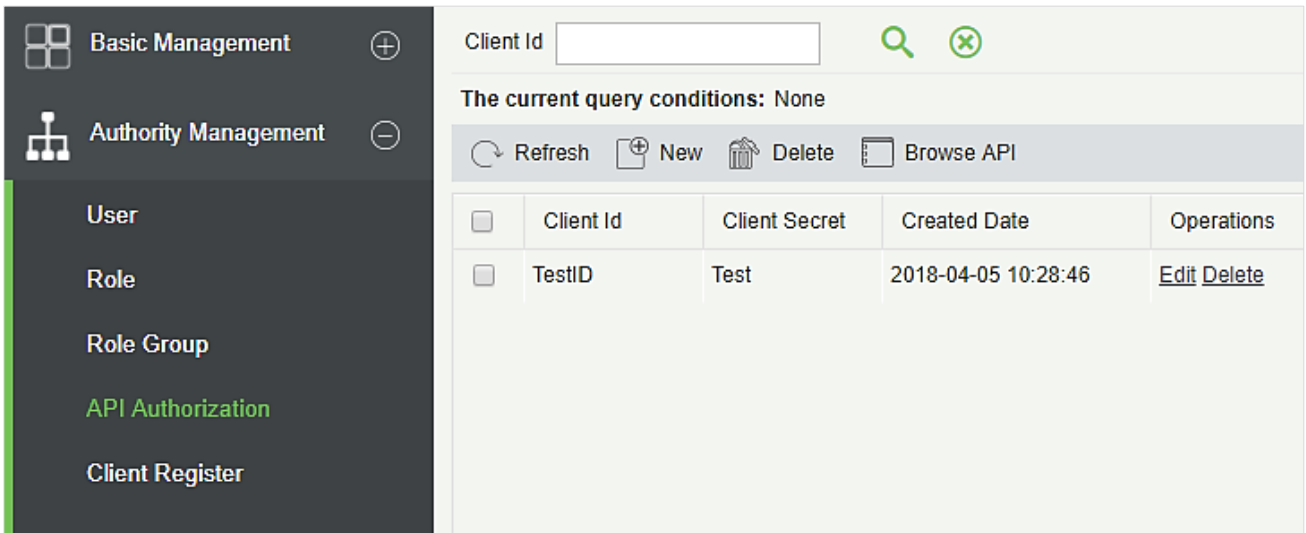 Basic Management
Authority Management
User
Role
Role Group
API Authorization
Client Register
Client Id
The current query conditions: None
Refresh New Delete Browse API
Client Id Client Secret Created Date Operations
TestID Test 2018-04-05 10:28:46 Edit Delete